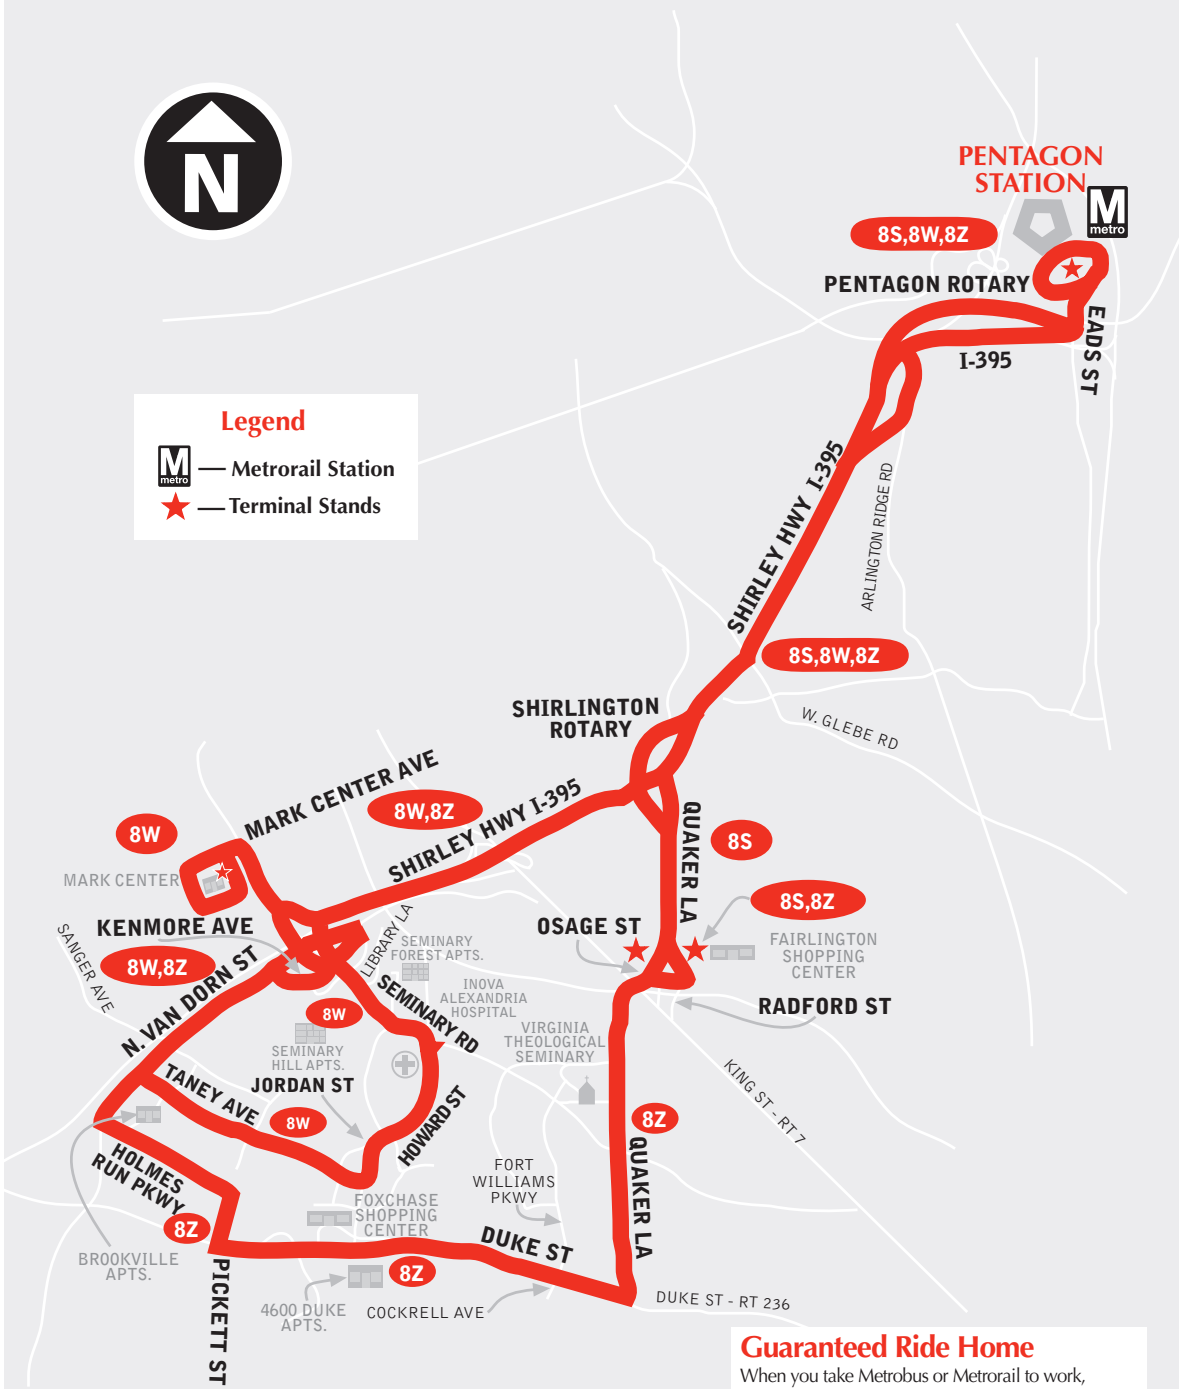 N
PENTAGON
STATION
M
metro
8S,8W,8Z
PENTAGON ROTARY
EADS ST
I-395
Legend
M
metro
— Metrorail Station
— Terminal Stands
SHIRLEY HWY I-395
ARLINGTON RIDGE RD
8S,8W,8Z
SHIRLINGTON
ROTARY
W. GLEBE RD
MARK CENTER AVE
8W,8Z
SHIRLEY HWY I-395
8W
QUAKER LA
8S
MARK CENTER
8S,8Z
KENMORE AVE
OSAGE ST
LIBRARY LA
SANGER AVE
SEMINARY
FOREST APTS.
FAIRLINGTON
SHOPPING
CENTER
8W,8Z
N. VAN DORN ST
SEMINARY RD
INOVA
ALEXANDRIA
HOSPITAL
RADFORD ST
8W
VIRGINIA
THEOLOGICAL
SEMINARY
SEMINARY
HILL APTS.
JORDAN ST
KING ST - RT 7
TANEY AVE
8W
HOWARD ST
8Z
HOLMES
RUN PKWY
QUAKER LA
FORT
WILLIAMS
PKWY
FOXCHASE
SHOPPING
CENTER
8Z
DUKE ST
BROOKVILLE
APTS.
PICKETT ST
8Z
4600 DUKE
APTS.
COCKRELL AVE
DUKE ST - RT 236
Guaranteed Ride Home
When you take Metrobus or Metrorail to work,